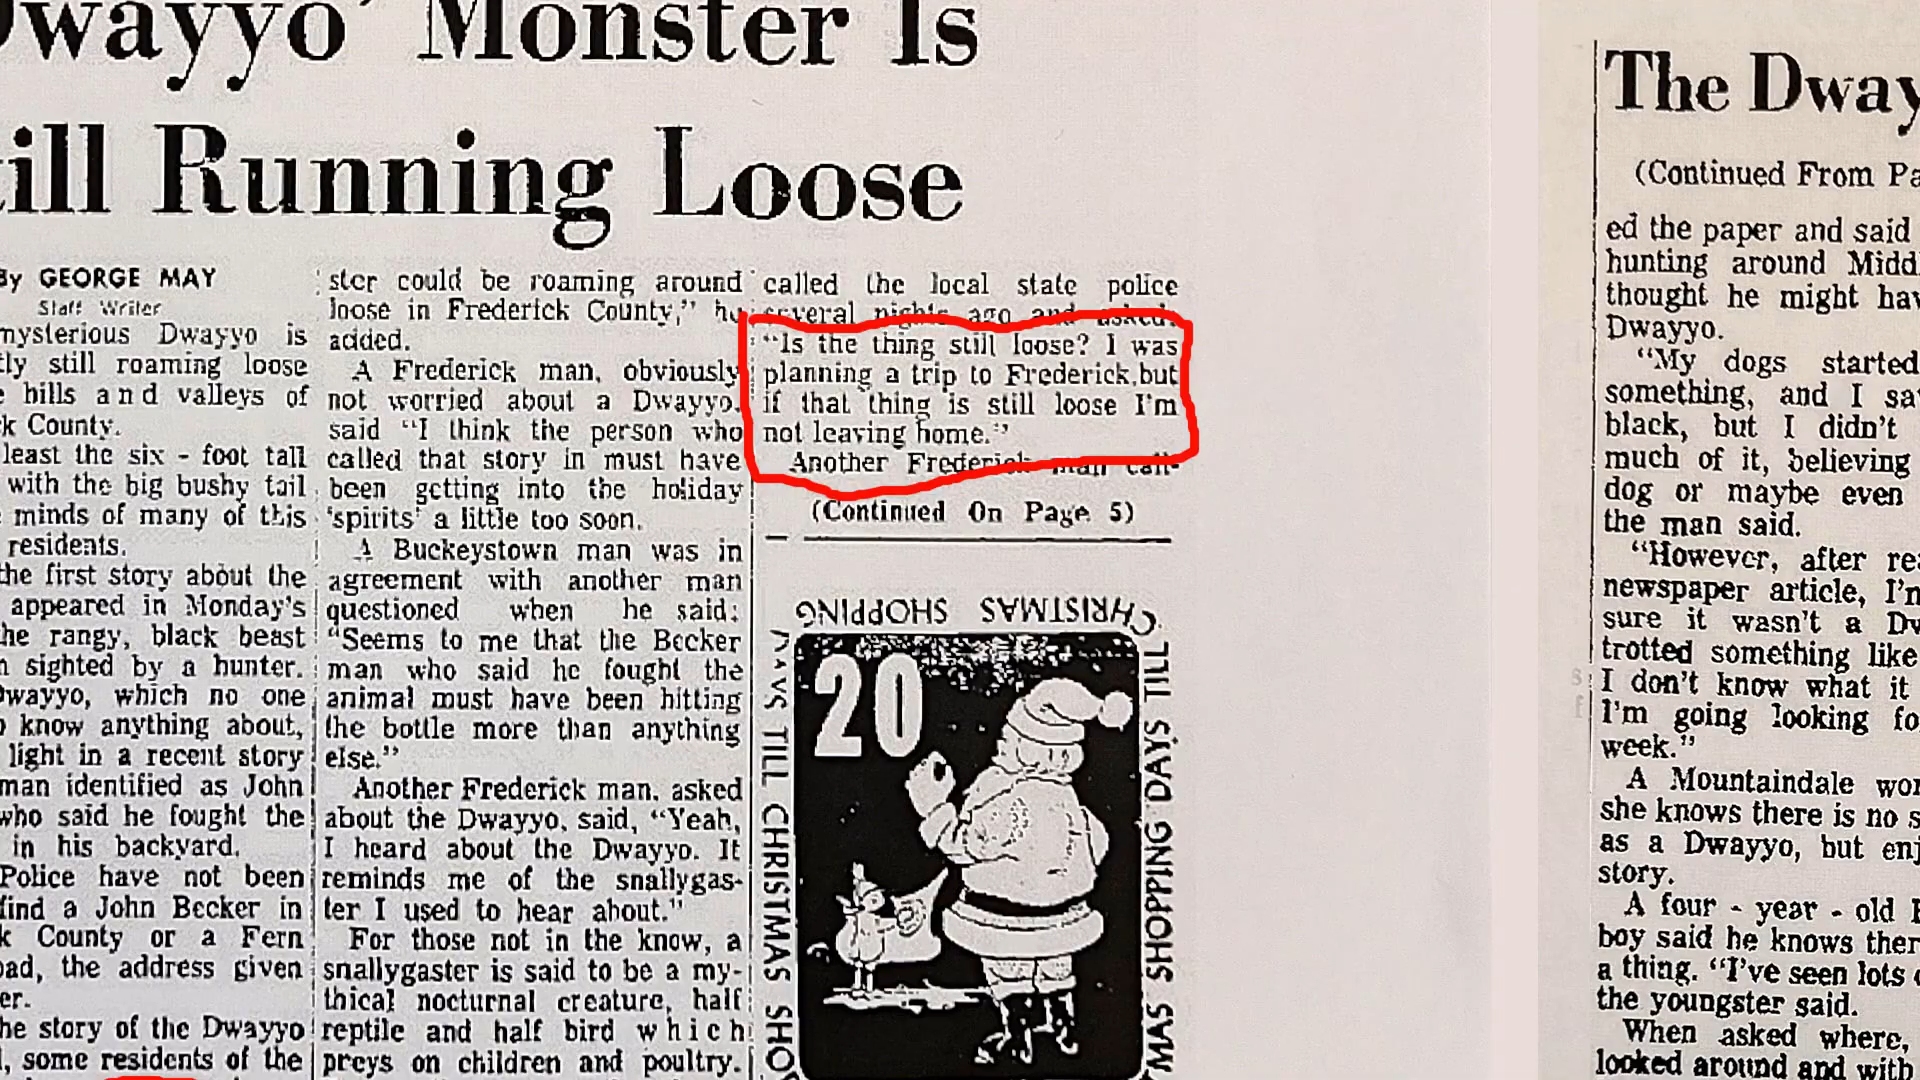 Dwayyo' Monster Is
till Running Loose
By GEORGE MAY
Staff Writer
mysterious Dwayyo is
tly still roaming loose
hills and valleys of
k County.
least the six - foot tall
with the big bushy tail
minds of many of this
residents.
the first story about the
appeared in Monday's
he rangy, black beast
n sighted by a hunter.
Dwayyo, which no one
o know anything about,
light in a recent story
man identified as John
who said he fought the
in his backyard.
Police have not been
find a John Becker in
k County or a Fern
oad, the address given
er.
he story of the Dwayyo
, some residents of the
ster could be roaming around
loose in Frederick County," he
added.
A Frederick man, obviously
not worried about a Dwayyo,
said "I think the person who
called that story in must have
been getting into the holiday
'spirits' a little too soon.
A Buckeystown man was in
agreement with another man
questioned when he said:
"Seems to me that the Becker
man who said he fought the
animal must have been hitting
the bottle more than anything
else."
Another Frederick man, asked
about the Dwayyo, said, "Yeah,
I heard about the Dwayyo. It
reminds me of the snallygas-
ter I used to hear about."
For those not in the know, a
snallygaster is said to be a my-
thical nocturnal creature, half
reptile and half bird which
preys on children and poultry.
called the local state police
several nights ago and asked:
"Is the thing still loose? I was
planning a trip to Frederick,but
if that thing is still loose I'm
not leaving home."
Another Frederick man call-
(Continued On Page 5)
CHRISTMAS SHOPPING
DAYS TILL CHRISTMAS SHO
20
TILL
DAYS
SHOPPING
MAS
The Dway
(Continued From Pa
ed the paper and said
hunting around Middl
thought he might hav
Dwayyo.
"My dogs started
something, and I sa
black, but I didn't
much of it, believing
dog or maybe even
the man said.
"However, after rea
newspaper article, I'm
sure it wasn't a Dw
trotted something like
I don't know what it
I'm going looking fo
week."
A Mountaindale wom
she knows there is no s
as a Dwayyo, but enj
story.
A four - year - old F
boy said he knows ther
a thing. "I've seen lots o
the youngster said.
When asked where,
looked around and with